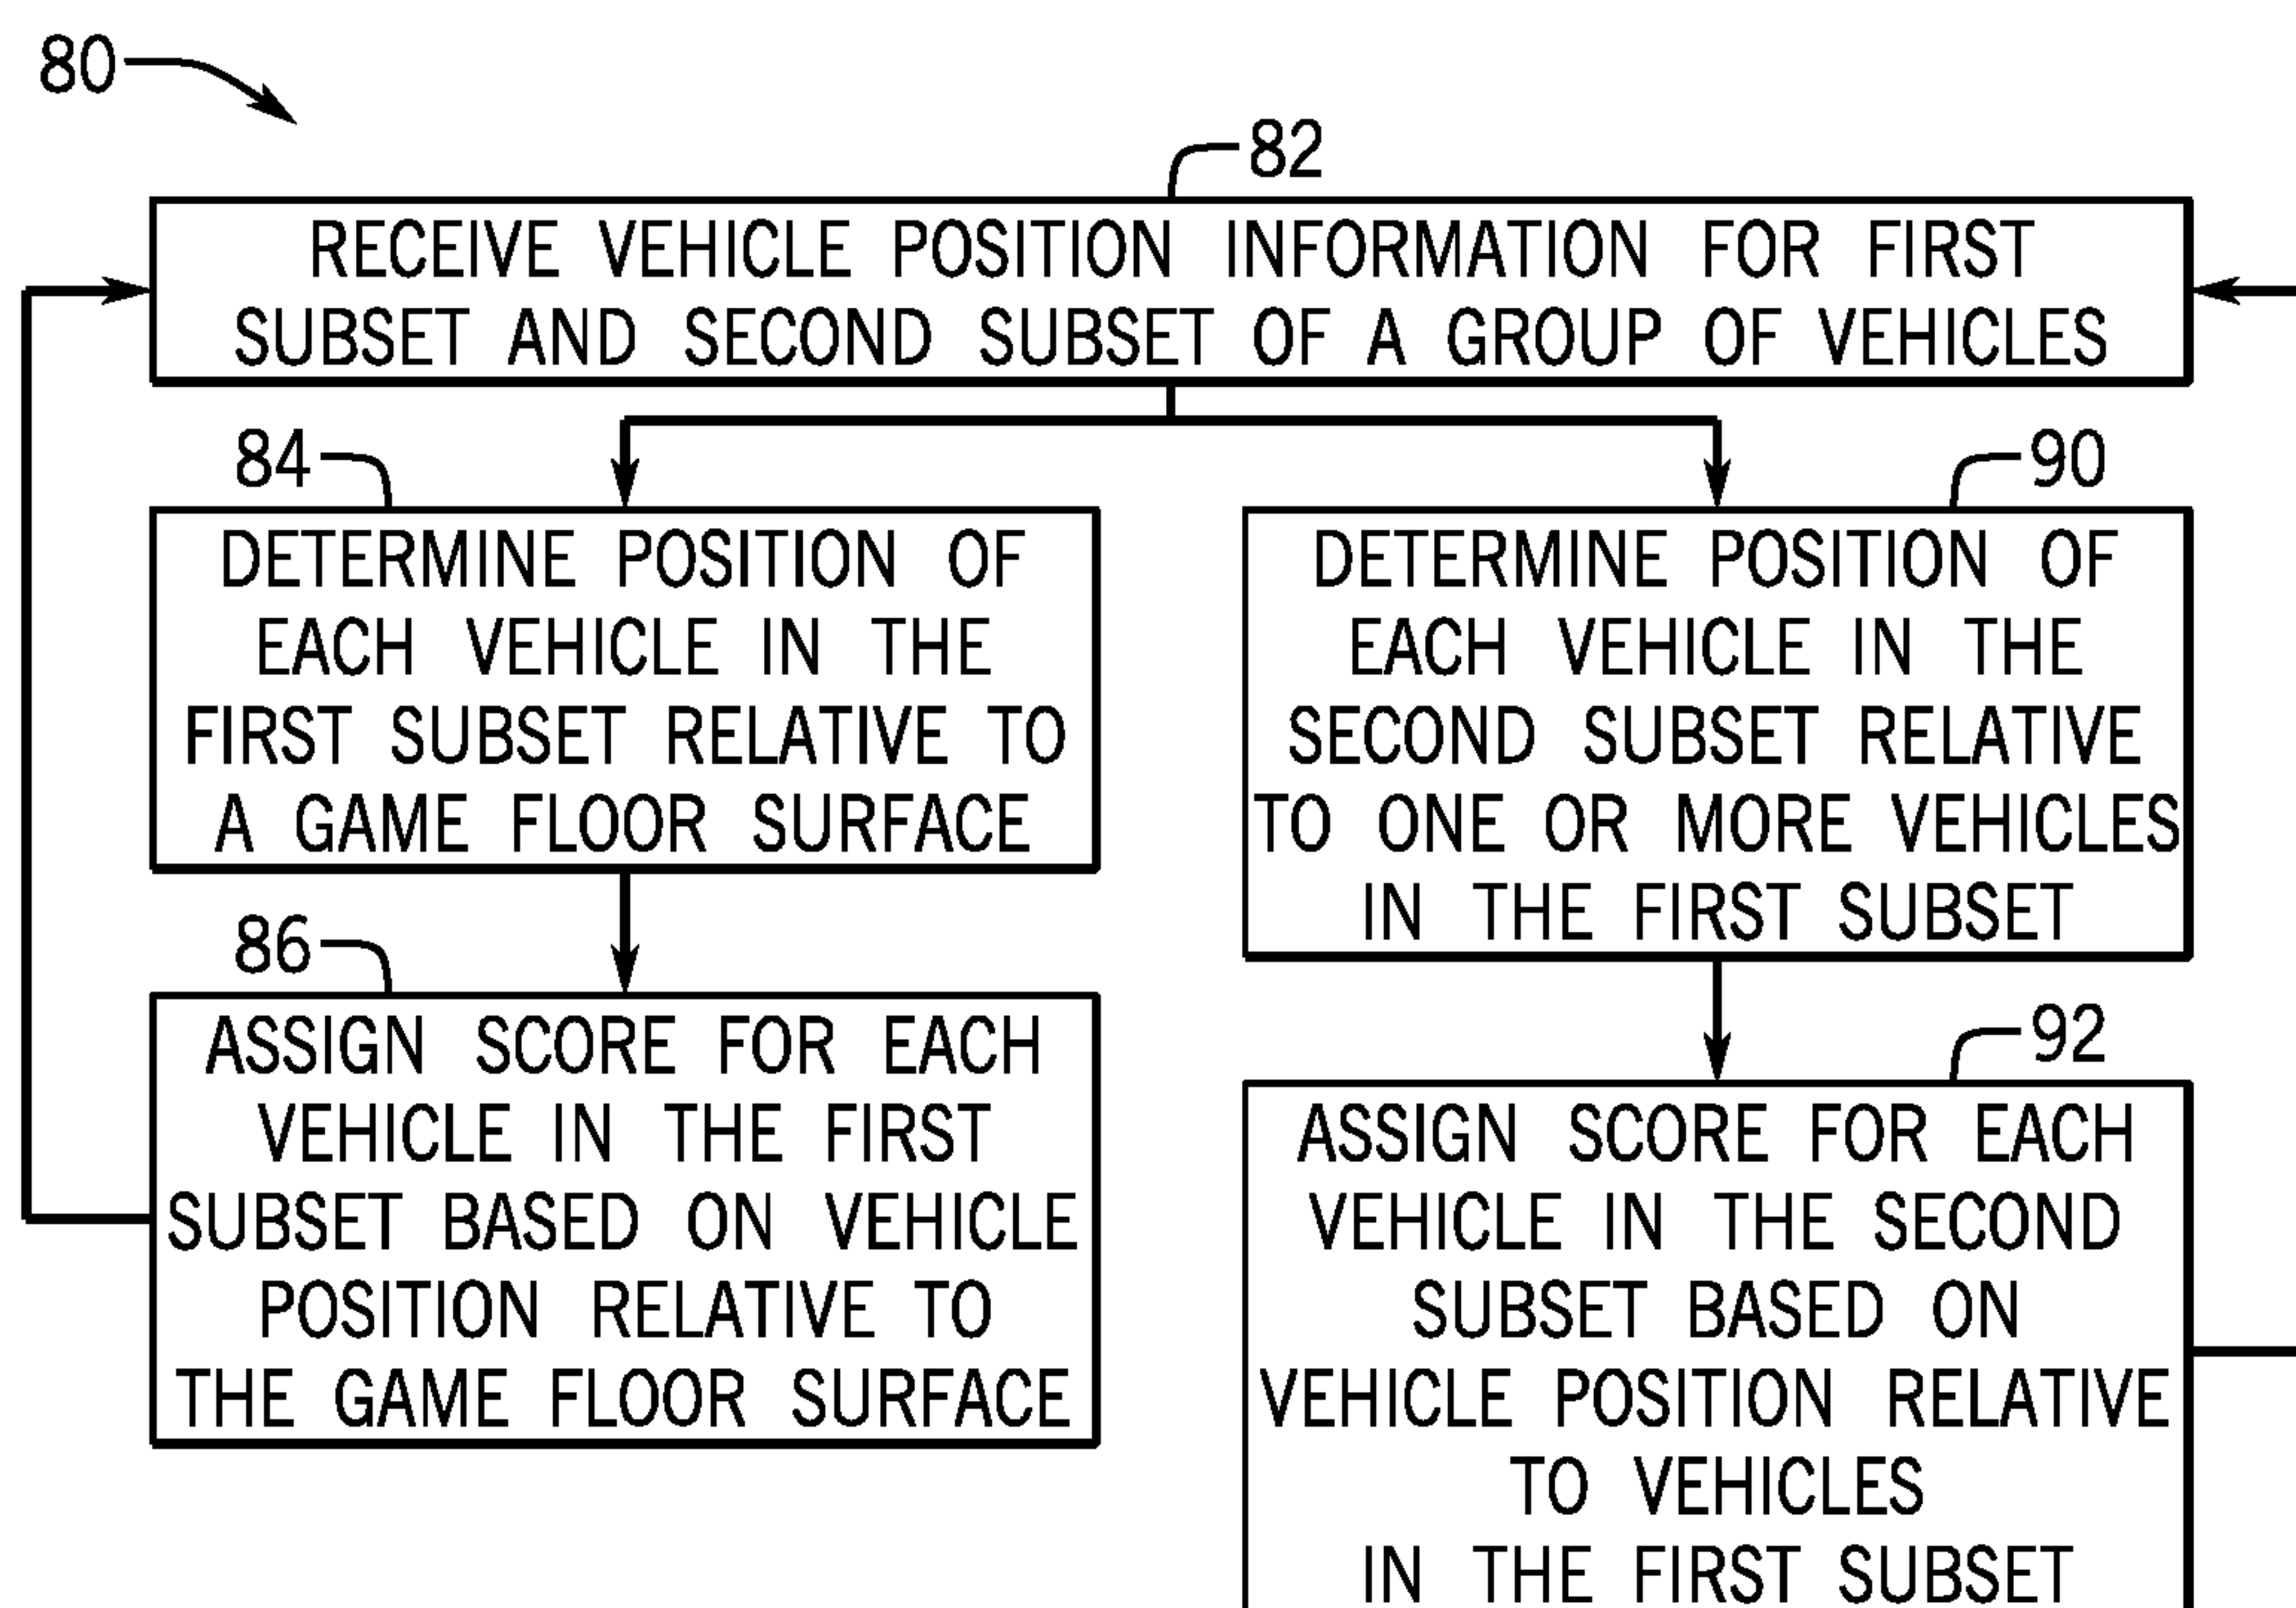 80
82
RECEIVE VEHICLE POSITION INFORMATION FOR FIRST
SUBSET AND SECOND SUBSET OF A GROUP OF VEHICLES
84
DETERMINE POSITION OF
EACH VEHICLE IN THE
FIRST SUBSET RELATIVE TO
A GAME FLOOR SURFACE
86
ASSIGN SCORE FOR EACH
VEHICLE IN THE FIRST
SUBSET BASED ON VEHICLE
POSITION RELATIVE TO
THE GAME FLOOR SURFACE
90
DETERMINE POSITION OF
EACH VEHICLE IN THE
SECOND SUBSET RELATIVE
TO ONE OR MORE VEHICLES
IN THE FIRST SUBSET
92
ASSIGN SCORE FOR EACH
VEHICLE IN THE SECOND
SUBSET BASED ON
VEHICLE POSITION RELATIVE
TO VEHICLES
IN THE FIRST SUBSET